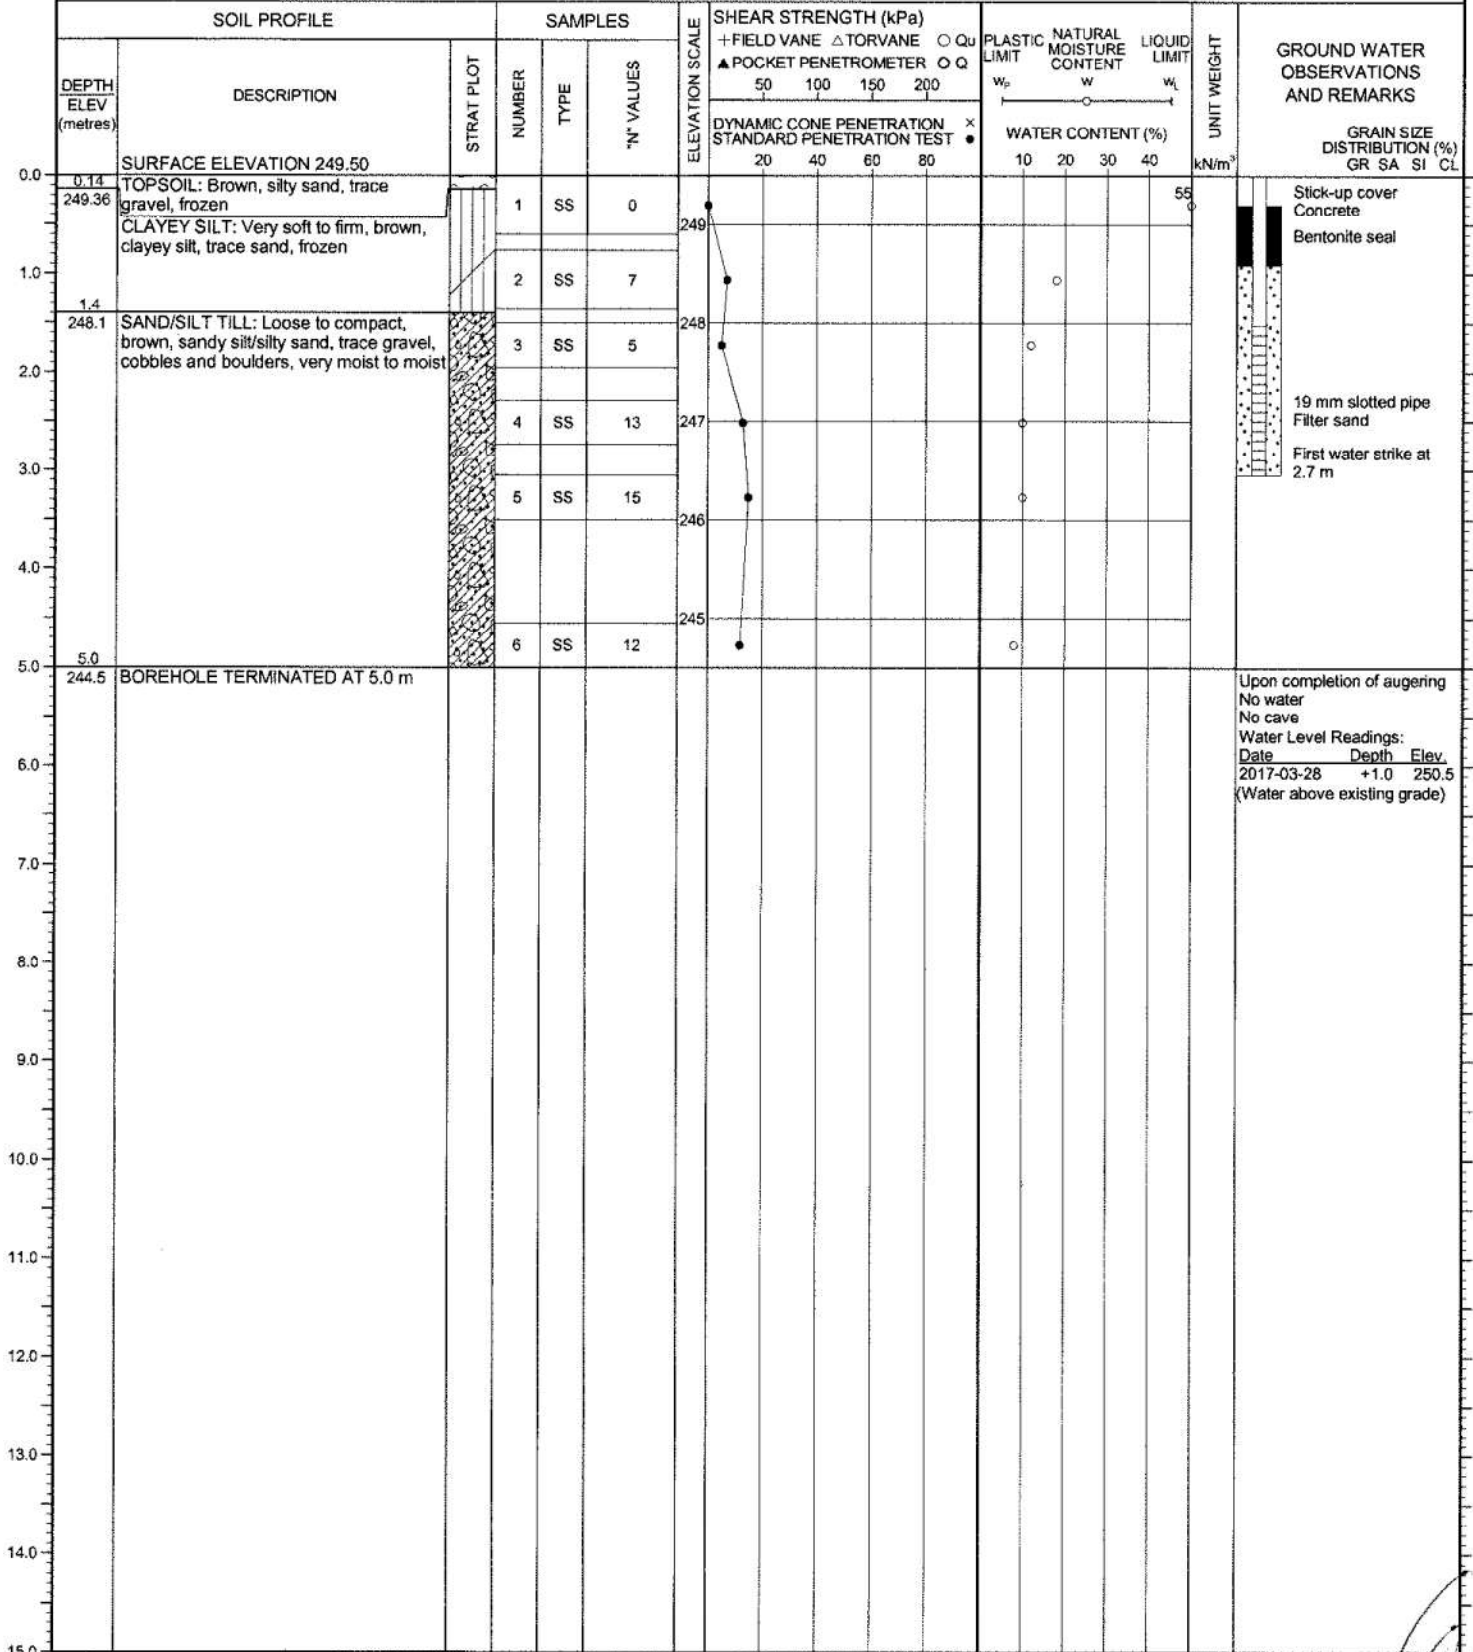 SOIL PROFILE
SAMPLES
ELEVATION SCALE
SHEAR STRENGTH (kPa)
+FIELD VANE △TORVANE ○ Qu
▲POCKET PENETROMETER ○ Q
50 100 150 200
DYNAMIC CONE PENETRATION ×
STANDARD PENETRATION TEST ●
20 40 60 80
PLASTIC LIMIT
NATURAL MOISTURE CONTENT
LIQUID LIMIT
WP W WL
WATER CONTENT (%)
10 20 30 40
UNIT WEIGHT
kN/m³
GROUND WATER
OBSERVATIONS
AND REMARKS
GRAIN SIZE
DISTRIBUTION (%)
GR SA SI CL
DEPTH
ELEV
(metres)
DESCRIPTION
STRAT PLOT
NUMBER
TYPE
"N" VALUES
SURFACE ELEVATION 249.50
0.0
0.14
249.36
TOPSOIL: Brown, silty sand, trace
gravel, frozen
CLAYEY SILT: Very soft to firm, brown,
clayey silt, trace sand, frozen
1 SS 0
249
55
Stick-up cover
Concrete
Bentonite seal
1.0
2 SS 7
1.4
248.1
SAND/SILT TILL: Loose to compact,
brown, sandy silt/silty sand, trace gravel,
cobbles and boulders, very moist to moist
248
3 SS 5
2.0
4 SS 13
247
19 mm slotted pipe
Filter sand
First water strike at
2.7 m
3.0
5 SS 15
246
4.0
245
6 SS 12
5.0
5.0
244.5
BOREHOLE TERMINATED AT 5.0 m
Upon completion of augering
No water
No cave
Water Level Readings:
Date Depth Elev.
2017-03-28 +1.0 250.5
(Water above existing grade)
6.0
7.0
8.0
9.0
10.0
11.0
12.0
13.0
14.0
15.0